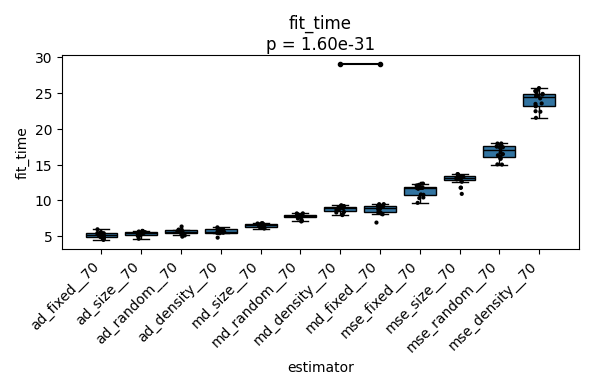 fit_time
p = 1.60e-31
30
25
20
15
10
5
fit_time
ad_fixed__70
ad_size__70
ad_random__70
ad_density__70
md_size__70
md_random__70
md_density__70
md_fixed__70
mse_fixed__70
mse_size__70
mse_random__70
mse_density__70
estimator